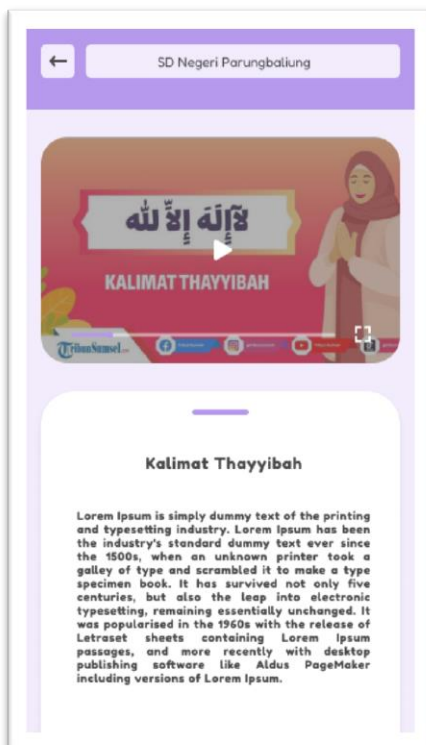 SD Negeri Parungbaliung
لآإِلَهَ إِلاَّ لله
KALIMAT THAYYIBAH
TribunSumsel
Kalimat Thayyibah
Lorem Ipsum is simply dummy text of the printing
and typesetting industry. Lorem Ipsum has been
the industry's standard dummy text ever since
the 1500s, when an unknown printer took a
galley of type and scrambled it to make a type
specimen book. It has survived not only five
centuries, but also the leap into electronic
typesetting, remaining essentially unchanged. It
was popularised in the 1960s with the release of
Letraset sheets containing Lorem Ipsum
passages, and more recently with desktop
publishing software like Aldus PageMaker
including versions of Lorem Ipsum.